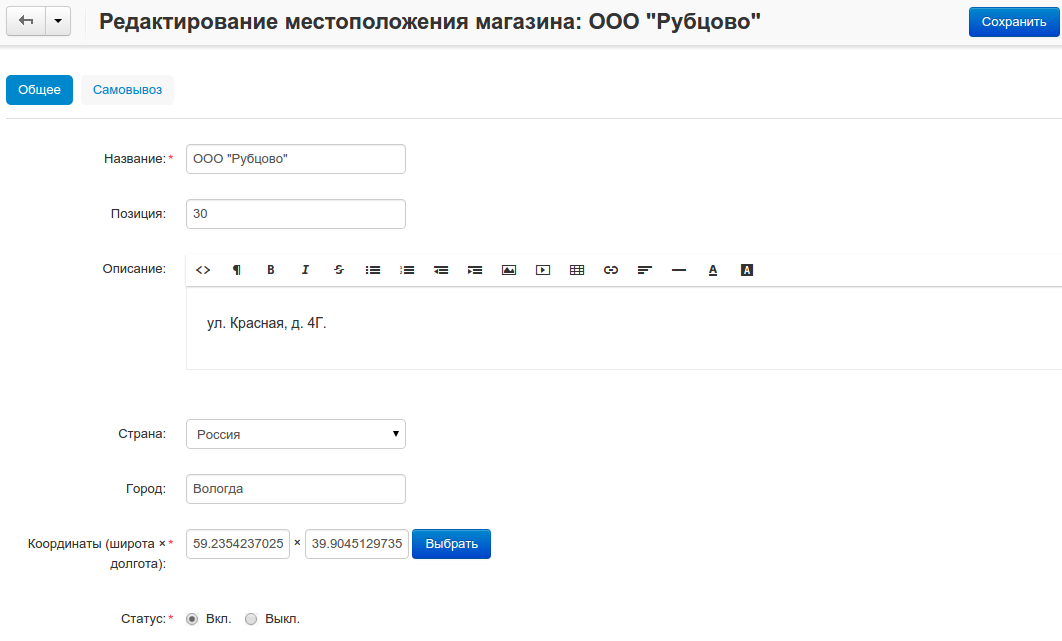 Редактирование местоположения магазина: ООО "Рубцово"
Сохранить
Общее
Самовывоз
Название:*
ООО "Рубцово"
Позиция:
30
Описание:
ул. Красная, д. 4Г.
Страна:
Россия
Город:
Вологда
Координаты (широта ×* 59.2354237025 × 39.9045129735 Выбрать
долгота):
Статус:* Вкл. Выкл.